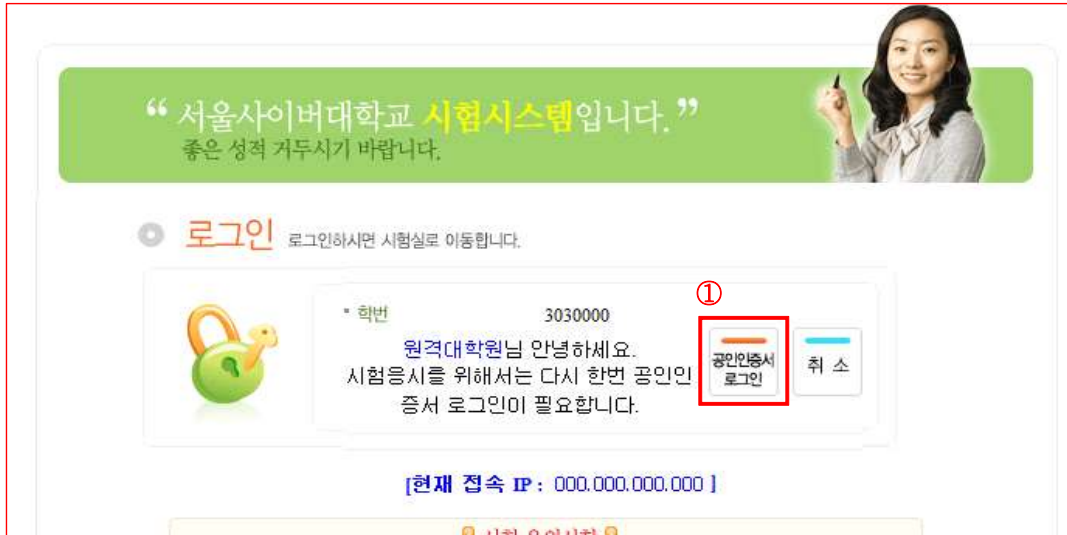 “ 서울사이버대학교 시험시스템입니다. ”
좋은 성적 거두시기 바랍니다.
로그인 로그인하시면 시험실로 이동합니다.
①
학번 3030000
원격대학원님 안녕하세요.
시험응시를 위해서는 다시 한번 공인인
증서 로그인이 필요합니다.
공인인증서
로그인
취 소
[현재 접속 IP : 000.000.000.000 ]